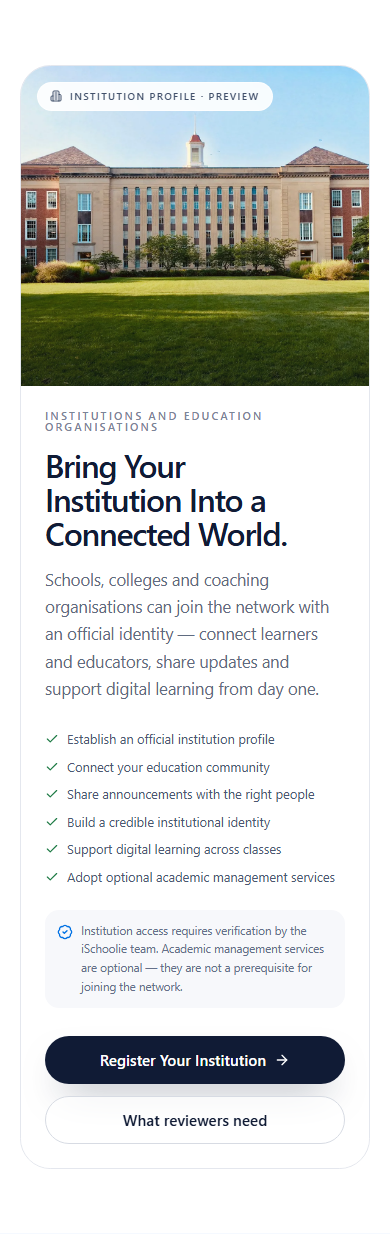 INSTITUTION PROFILE · PREVIEW
INSTITUTIONS AND EDUCATION
ORGANISATIONS
Bring Your
Institution Into a
Connected World.
Schools, colleges and coaching
organisations can join the network with
an official identity — connect learners
and educators, share updates and
support digital learning from day one.
Establish an official institution profile
Connect your education community
Share announcements with the right people
Build a credible institutional identity
Support digital learning across classes
Adopt optional academic management services
Institution access requires verification by the
iSchoolie team. Academic management services
are optional — they are not a prerequisite for
joining the network.
Register Your Institution
What reviewers need